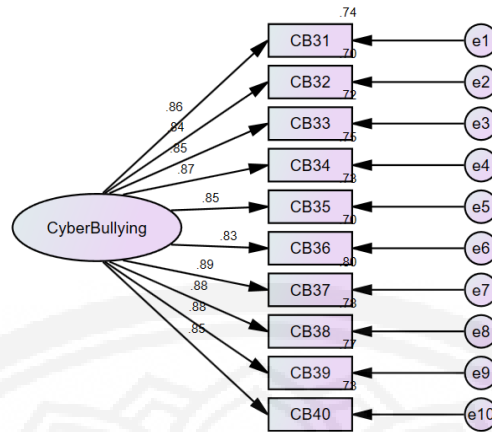 .74
CB31 e1
.70
CB32 e2
.72
.86
CB33 e3
.84
.75
.85
CB34 e4
.87
.73
.85
CB35 e5
.70
CyberBullying
.83
CB36 e6
.80
.89
CB37 e7
.88
.78
.88
CB38 e8
.85
.77
CB39 e9
.73
CB40 e10